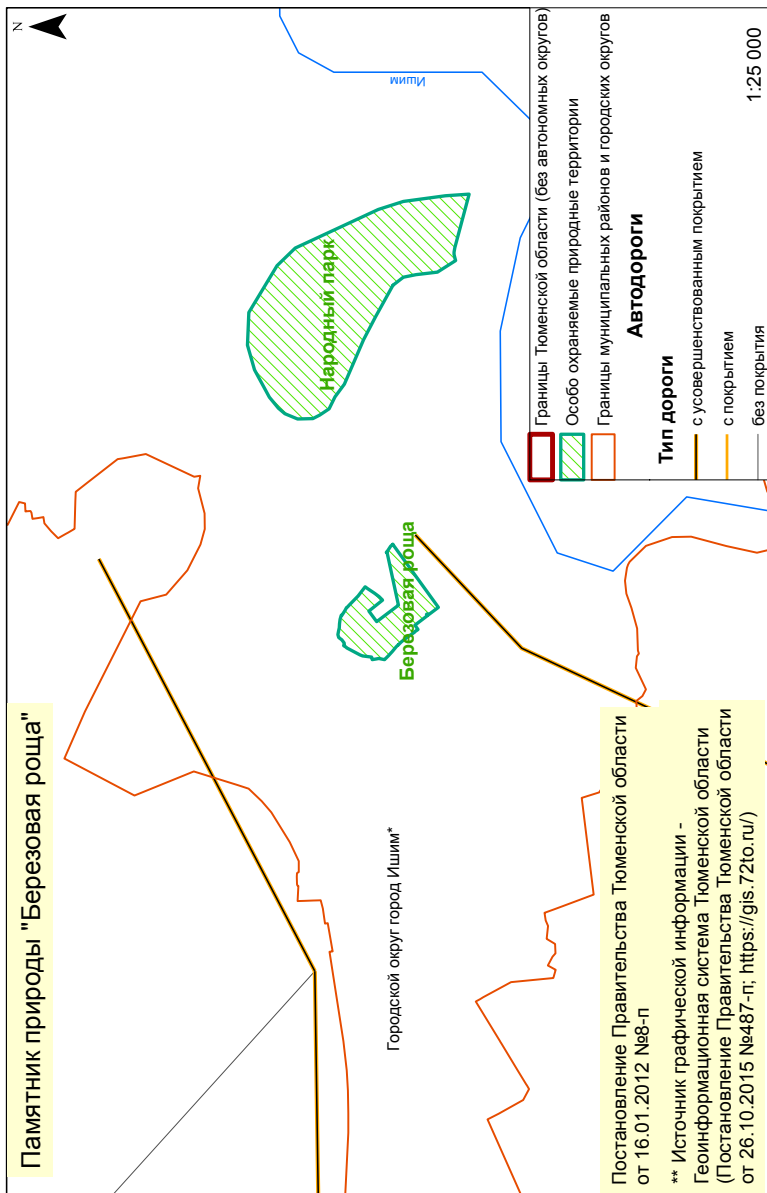 Памятник природы "Березовая роща"
N
Ишим
Народный парк
Березовая роща
Городской округ город Ишим*
Постановление Правительства Тюменской области
от 16.01.2012 №8-п
** Источник графической информации -
Геоинформационная система Тюменской области
(Постановление Правительства Тюменской области
от 26.10.2015 №487-п; https://gis.72to.ru/)
Границы Тюменской области (без автономных округов)
Особо охраняемые природные территории
Границы муниципальных районов и городских округов
Автодороги
Тип дороги
с усовершенствованным покрытием
с покрытием
без покрытия
1:25 000